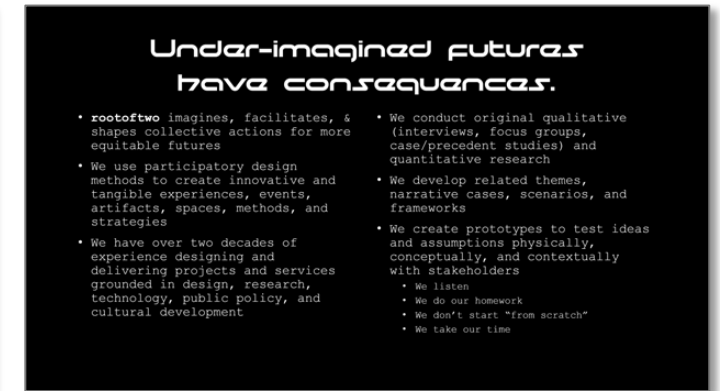 Under-imagined futures
have consequences.
• rootoftwo imagines, facilitates, &
shapes collective actions for more
equitable futures
• We use participatory design
methods to create innovative and
tangible experiences, events,
artifacts, spaces, methods, and
strategies
• We have over two decades of
experience designing and
delivering projects and services
grounded in design, research,
technology, public policy, and
cultural development
• We conduct original qualitative
(interviews, focus groups,
case/precedent studies) and
quantitative research
• We develop related themes,
narrative cases, scenarios, and
frameworks
• We create prototypes to test ideas
and assumptions physically,
conceptually, and contextually
with stakeholders
• We listen
• We do our homework
• We don't start “from scratch”
• We take our time